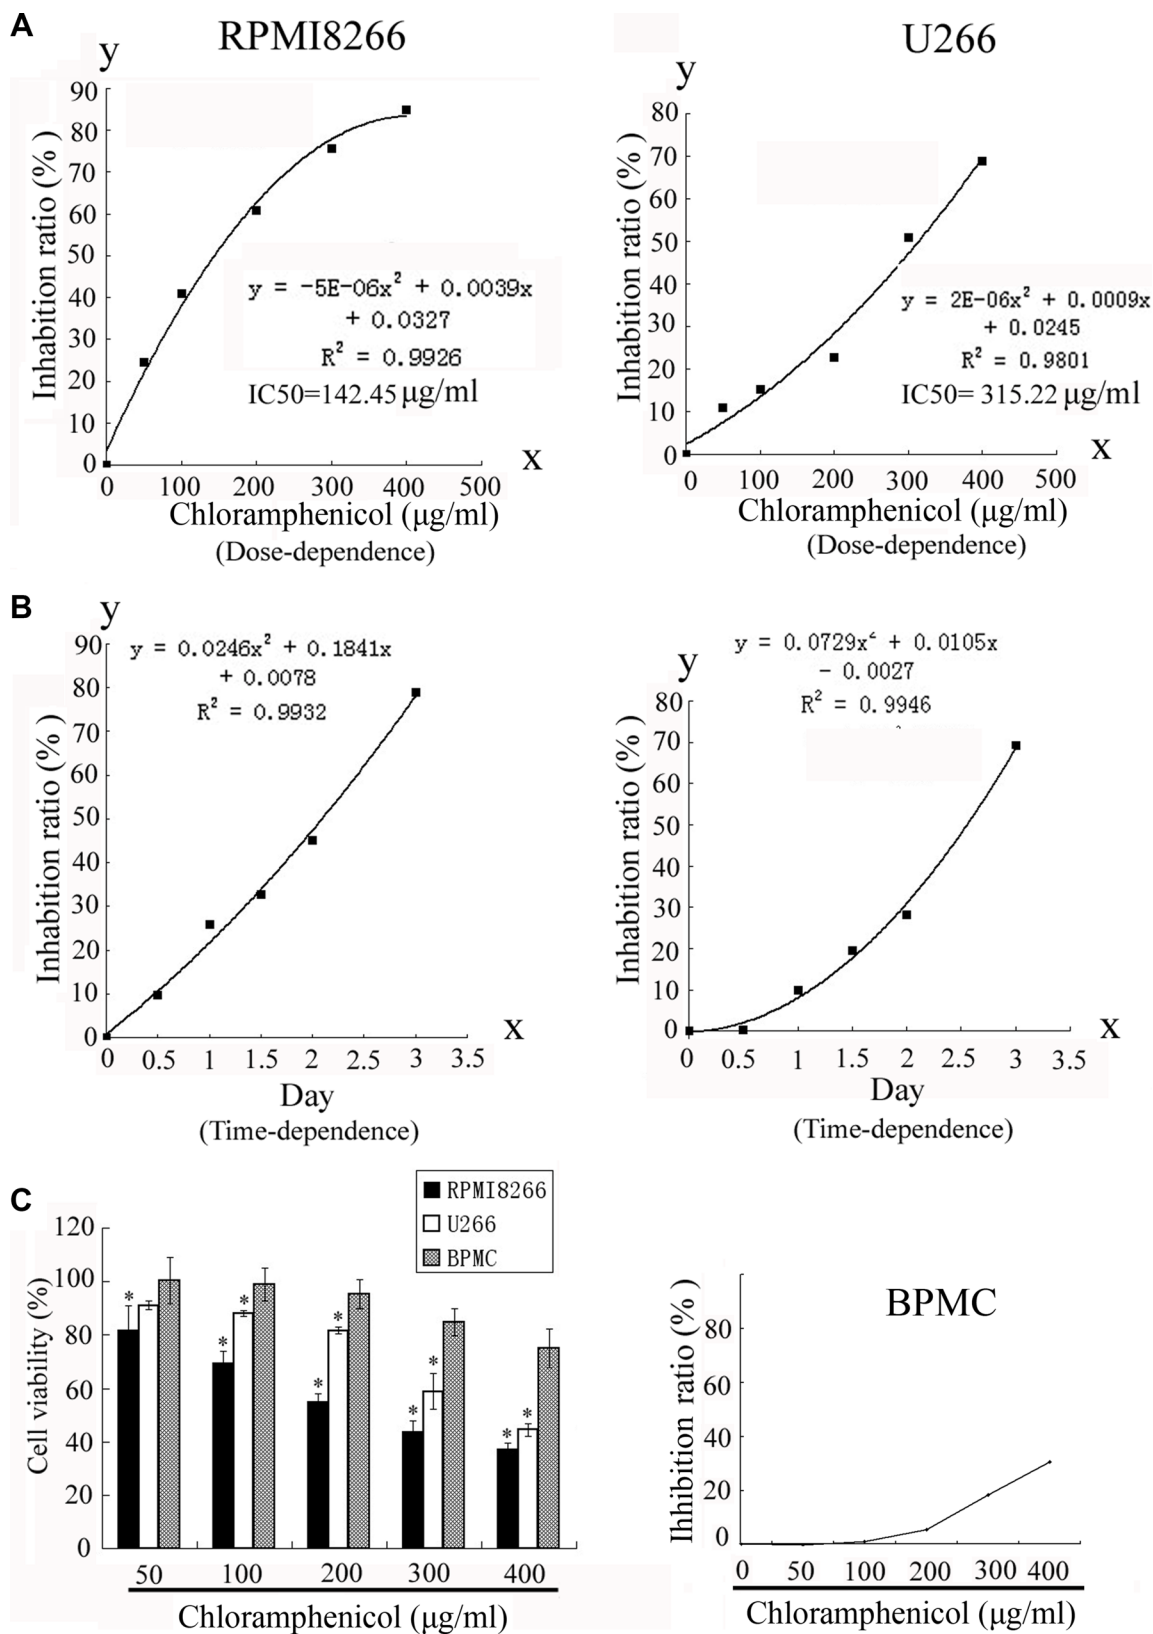 A
RPMI8266
y
Inhabition ratio (%)
90
80
70
60
50
40
30
20
10
0
y = -5E-06x² + 0.0039x
+ 0.0327
R² = 0.9926
IC50=142.45 μg/ml
x
0 100 200 300 400 500
Chloramphenicol (μg/ml)
(Dose-dependence)
U266
y
Inhabition ratio (%)
80
70
60
50
40
30
20
10
0
y = 2E-06x² + 0.0009x
+ 0.0245
R² = 0.9801
IC50= 315.22 μg/ml
x
0 100 200 300 400 500
Chloramphenicol (μg/ml)
(Dose-dependence)
B
y
y = 0.0246x² + 0.1841x
+ 0.0078
R² = 0.9932
Inhabition ratio (%)
90
80
70
60
50
40
30
20
10
0
x
0 0.5 1 1.5 2 2.5 3 3.5
Day
(Time-dependence)
y = 0.0729x² + 0.0105x
- 0.0027
R² = 0.9946
y
Inhabition ratio (%)
80
70
60
50
40
30
20
10
0
x
0 0.5 1 1.5 2 2.5 3 3.5
Day
(Time-dependence)
C
RPMI8266
U266
BPMC
Cell viability (%)
120
100
80
60
40
20
0
* * * * * * * * *
50 100 200 300 400
Chloramphenicol (μg/ml)
BPMC
Ihhibition ratio (%)
80
60
40
20
0
0 50 100 200 300 400
Chloramphenicol (μg/ml)